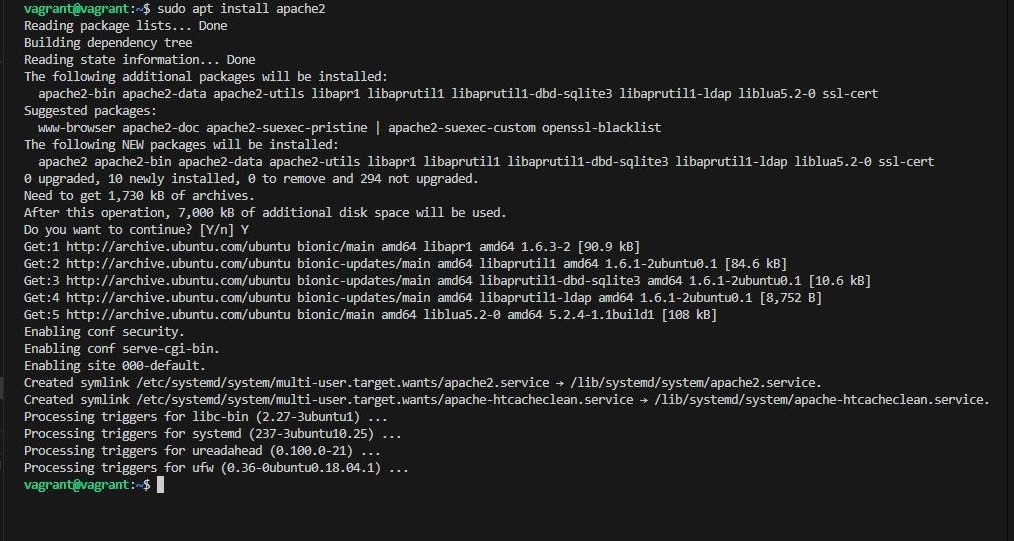 vagrant@vagrant:~$ sudo apt install apache2
Reading package lists... Done
Building dependency tree
Reading state information... Done
The following additional packages will be installed:
  apache2-bin apache2-data apache2-utils libapr1 libaprutil1 libaprutil1-dbd-sqlite3 libaprutil1-ldap liblua5.2-0 ssl-cert
Suggested packages:
  www-browser apache2-doc apache2-suexec-pristine | apache2-suexec-custom openssl-blacklist
The following NEW packages will be installed:
  apache2 apache2-bin apache2-data apache2-utils libapr1 libaprutil1 libaprutil1-dbd-sqlite3 libaprutil1-ldap liblua5.2-0 ssl-cert
0 upgraded, 10 newly installed, 0 to remove and 294 not upgraded.
Need to get 1,730 kB of archives.
After this operation, 7,000 kB of additional disk space will be used.
Do you want to continue? [Y/n] Y
Get:1 http://archive.ubuntu.com/ubuntu bionic/main amd64 libapr1 amd64 1.6.3-2 [90.9 kB]
Get:2 http://archive.ubuntu.com/ubuntu bionic-updates/main amd64 libaprutil1 amd64 1.6.1-2ubuntu0.1 [84.6 kB]
Get:3 http://archive.ubuntu.com/ubuntu bionic-updates/main amd64 libaprutil1-dbd-sqlite3 amd64 1.6.1-2ubuntu0.1 [10.6 kB]
Get:4 http://archive.ubuntu.com/ubuntu bionic-updates/main amd64 libaprutil1-ldap amd64 1.6.1-2ubuntu0.1 [8,752 B]
Get:5 http://archive.ubuntu.com/ubuntu bionic/main amd64 liblua5.2-0 amd64 5.2.4-1.1build1 [108 kB]
Enabling conf security.
Enabling conf serve-cgi-bin.
Enabling site 000-default.
Created symlink /etc/systemd/system/multi-user.target.wants/apache2.service → /lib/systemd/system/apache2.service.
Created symlink /etc/systemd/system/multi-user.target.wants/apache-htcacheclean.service → /lib/systemd/system/apache-htcacheclean.service.
Processing triggers for libc-bin (2.27-3ubuntu1) ...
Processing triggers for systemd (237-3ubuntu10.25) ...
Processing triggers for ureadahead (0.100.0-21) ...
Processing triggers for ufw (0.36-0ubuntu0.18.04.1) ...
vagrant@vagrant:~$